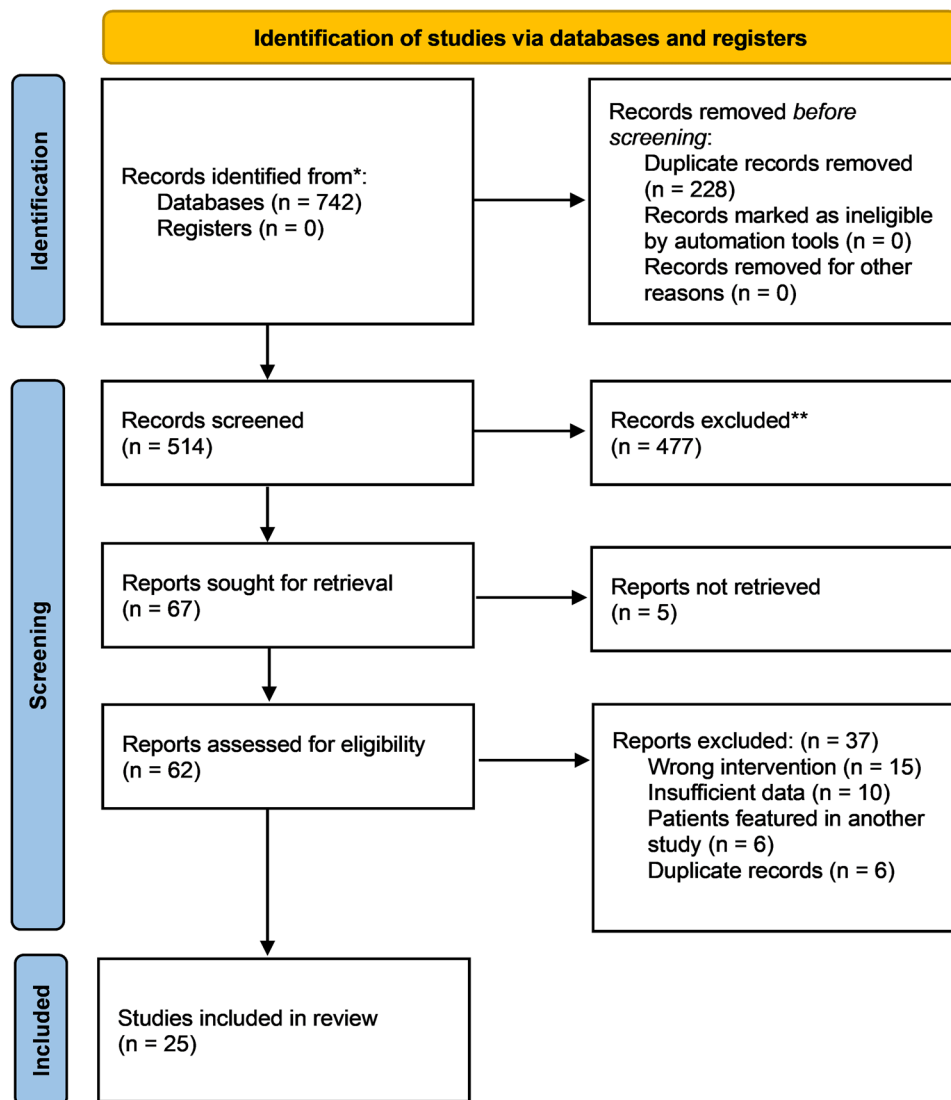 Identification of studies via databases and registers
Identification
Records identified from*:
Databases (n = 742)
Registers (n = 0)
Records removed before
screening:
Duplicate records removed
(n = 228)
Records marked as ineligible
by automation tools (n = 0)
Records removed for other
reasons (n = 0)
Screening
Records screened
(n = 514)
Records excluded**
(n = 477)
Reports sought for retrieval
(n = 67)
Reports not retrieved
(n = 5)
Reports assessed for eligibility
(n = 62)
Reports excluded: (n = 37)
Wrong intervention (n = 15)
Insufficient data (n = 10)
Patients featured in another
study (n = 6)
Duplicate records (n = 6)
Included
Studies included in review
(n = 25)